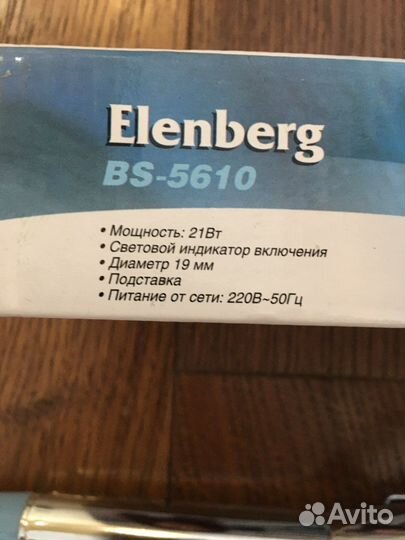 Elenberg
BS-5610
• Мощность: 21Вт
• Световой индикатор включения
• Диаметр 19 мм
• Подставка
• Питание от сети: 220В~50Гц
Avito